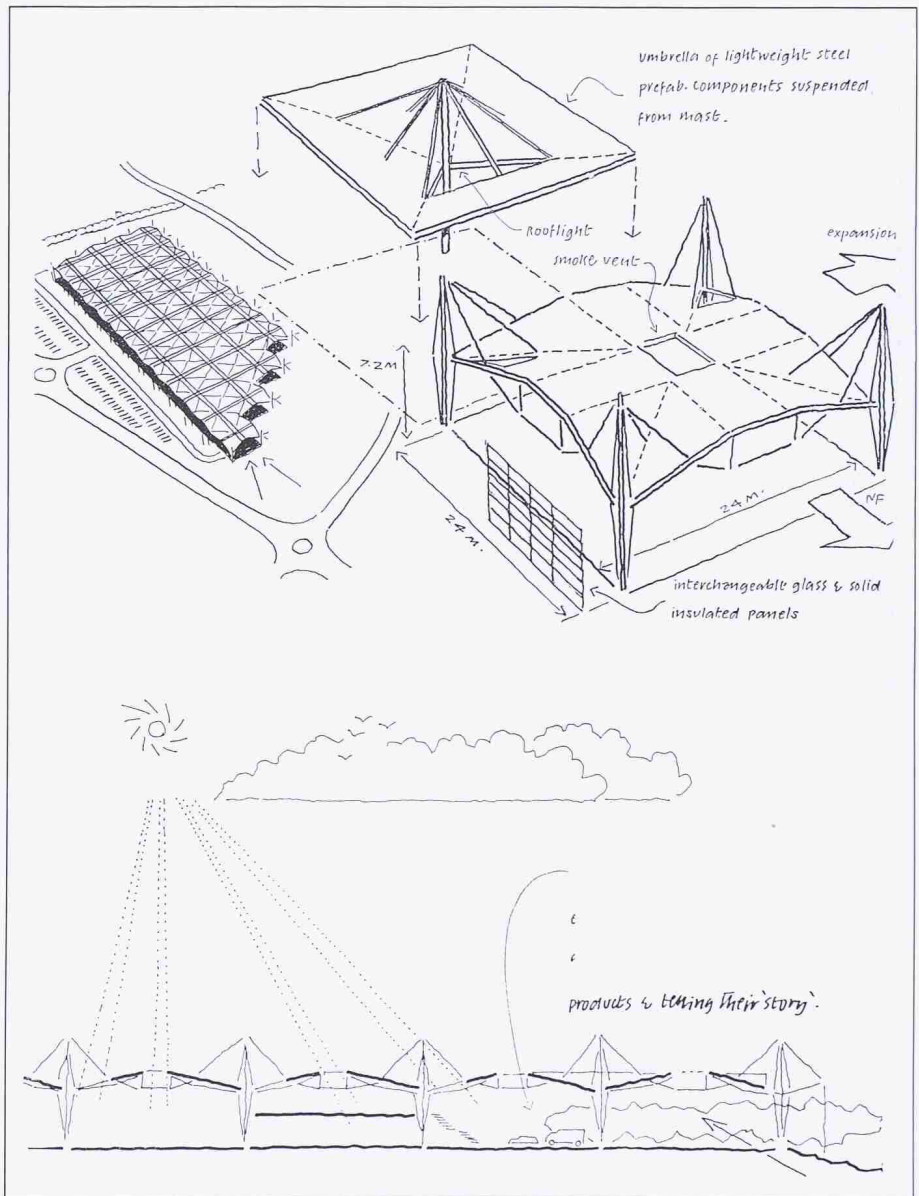 umbrella of lightweight steel
prefab. components suspended
from mast.
Rooflight
smoke vent
expansion
7.2M
24 M.
24 M.
NF
interchangeable glass & solid
insulated panels
products & telling their 'story'.